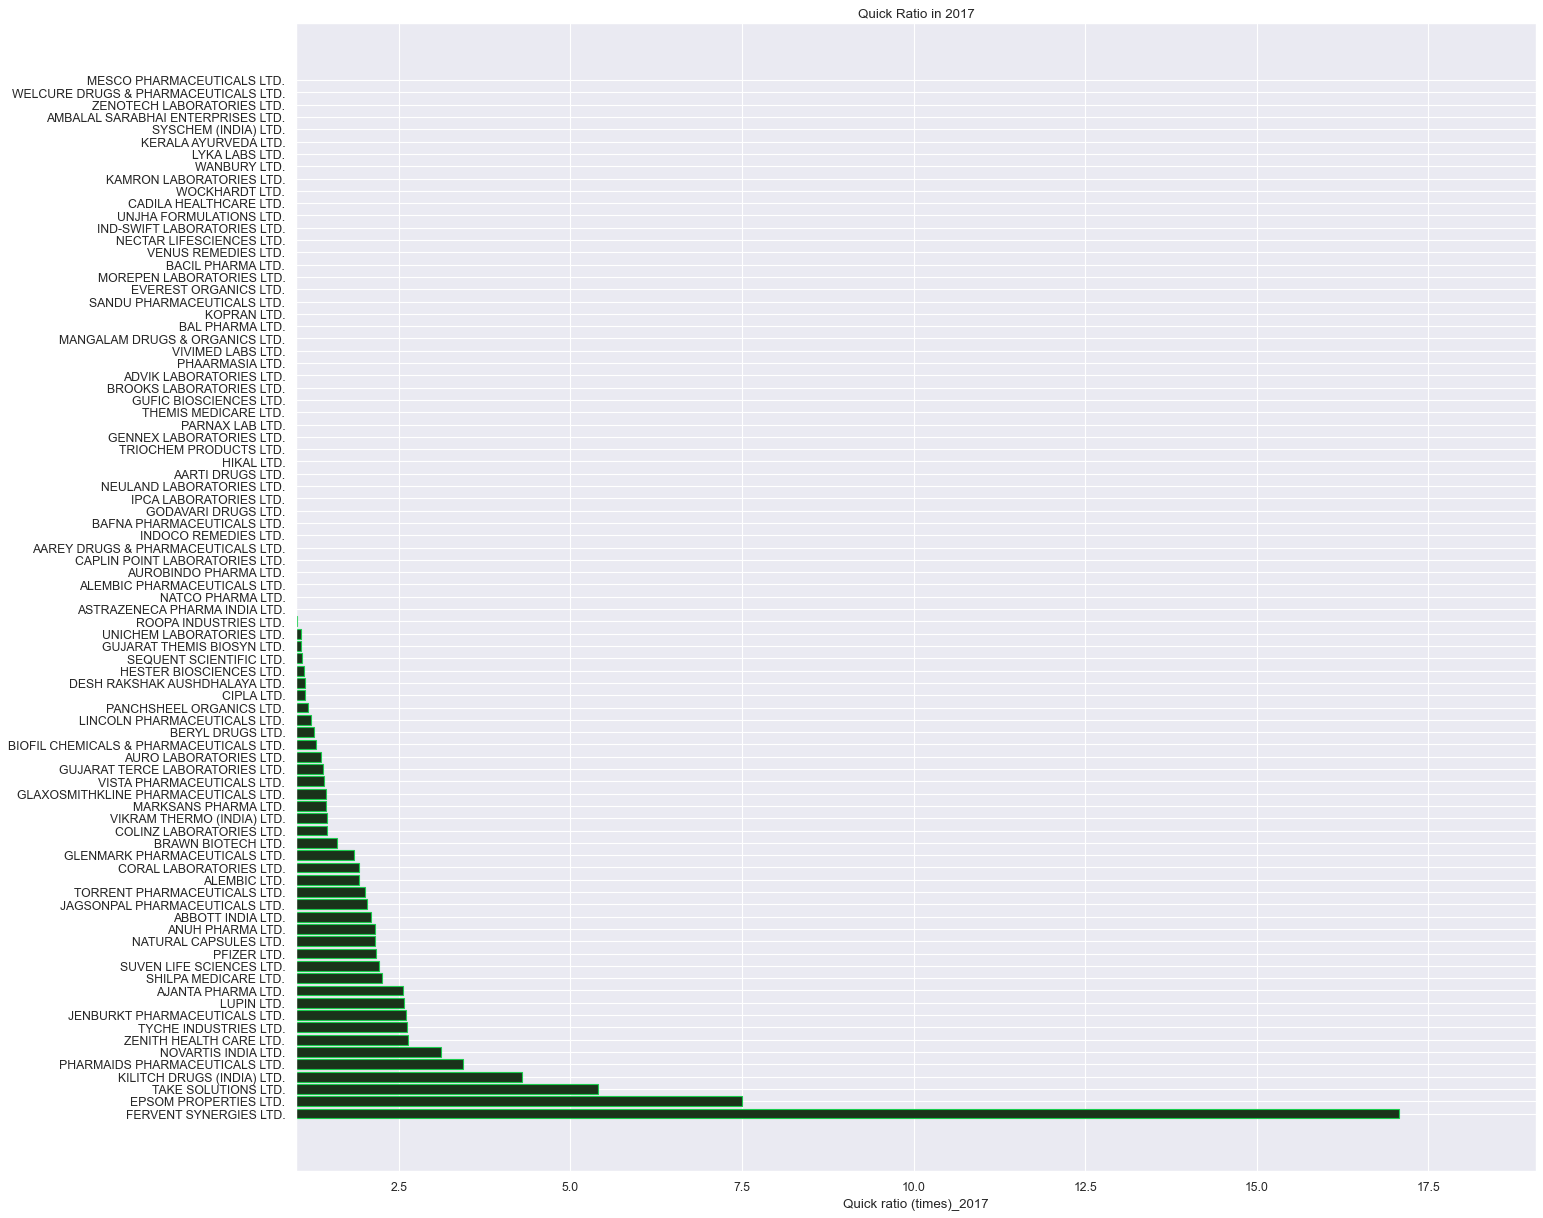 Quick Ratio in 2017
MESCO PHARMACEUTICALS LTD.
WELCURE DRUGS & PHARMACEUTICALS LTD.
ZENOTECH LABORATORIES LTD.
AMBALAL SARABHAI ENTERPRISES LTD.
SYSCHEM (INDIA) LTD.
KERALA AYURVEDA LTD.
LYKA LABS LTD.
WANBURY LTD.
KAMRON LABORATORIES LTD.
WOCKHARDT LTD.
CADILA HEALTHCARE LTD.
UNJHA FORMULATIONS LTD.
IND-SWIFT LABORATORIES LTD.
NECTAR LIFESCIENCES LTD.
VENUS REMEDIES LTD.
BACIL PHARMA LTD.
MOREPEN LABORATORIES LTD.
EVEREST ORGANICS LTD.
SANDU PHARMACEUTICALS LTD.
KOPRAN LTD.
BAL PHARMA LTD.
MANGALAM DRUGS & ORGANICS LTD.
VIVIMED LABS LTD.
PHAARMASIA LTD.
ADVIK LABORATORIES LTD.
BROOKS LABORATORIES LTD.
GUFIC BIOSCIENCES LTD.
THEMIS MEDICARE LTD.
PARNAX LAB LTD.
GENNEX LABORATORIES LTD.
TRIOCHEM PRODUCTS LTD.
HIKAL LTD.
AARTI DRUGS LTD.
NEULAND LABORATORIES LTD.
IPCA LABORATORIES LTD.
GODAVARI DRUGS LTD.
BAFNA PHARMACEUTICALS LTD.
INDOCO REMEDIES LTD.
AAREY DRUGS & PHARMACEUTICALS LTD.
CAPLIN POINT LABORATORIES LTD.
AUROBINDO PHARMA LTD.
ALEMBIC PHARMACEUTICALS LTD.
NATCO PHARMA LTD.
ASTRAZENECA PHARMA INDIA LTD.
ROOPA INDUSTRIES LTD.
UNICHEM LABORATORIES LTD.
GUJARAT THEMIS BIOSYN LTD.
SEQUENT SCIENTIFIC LTD.
HESTER BIOSCIENCES LTD.
DESH RAKSHAK AUSHDHALAYA LTD.
CIPLA LTD.
PANCHSHEEL ORGANICS LTD.
LINCOLN PHARMACEUTICALS LTD.
BERYL DRUGS LTD.
BIOFIL CHEMICALS & PHARMACEUTICALS LTD.
AURO LABORATORIES LTD.
GUJARAT TERCE LABORATORIES LTD.
VISTA PHARMACEUTICALS LTD.
GLAXOSMITHKLINE PHARMACEUTICALS LTD.
MARKSANS PHARMA LTD.
VIKRAM THERMO (INDIA) LTD.
COLINZ LABORATORIES LTD.
BRAWN BIOTECH LTD.
GLENMARK PHARMACEUTICALS LTD.
CORAL LABORATORIES LTD.
ALEMBIC LTD.
TORRENT PHARMACEUTICALS LTD.
JAGSONPAL PHARMACEUTICALS LTD.
ABBOTT INDIA LTD.
ANUH PHARMA LTD.
NATURAL CAPSULES LTD.
PFIZER LTD.
SUVEN LIFE SCIENCES LTD.
SHILPA MEDICARE LTD.
AJANTA PHARMA LTD.
LUPIN LTD.
JENBURKT PHARMACEUTICALS LTD.
TYCHE INDUSTRIES LTD.
ZENITH HEALTH CARE LTD.
NOVARTIS INDIA LTD.
PHARMAIDS PHARMACEUTICALS LTD.
KILITCH DRUGS (INDIA) LTD.
TAKE SOLUTIONS LTD.
EPSOM PROPERTIES LTD.
FERVENT SYNERGIES LTD.
2.5 5.0 7.5 10.0 12.5 15.0 17.5
Quick ratio (times)_2017